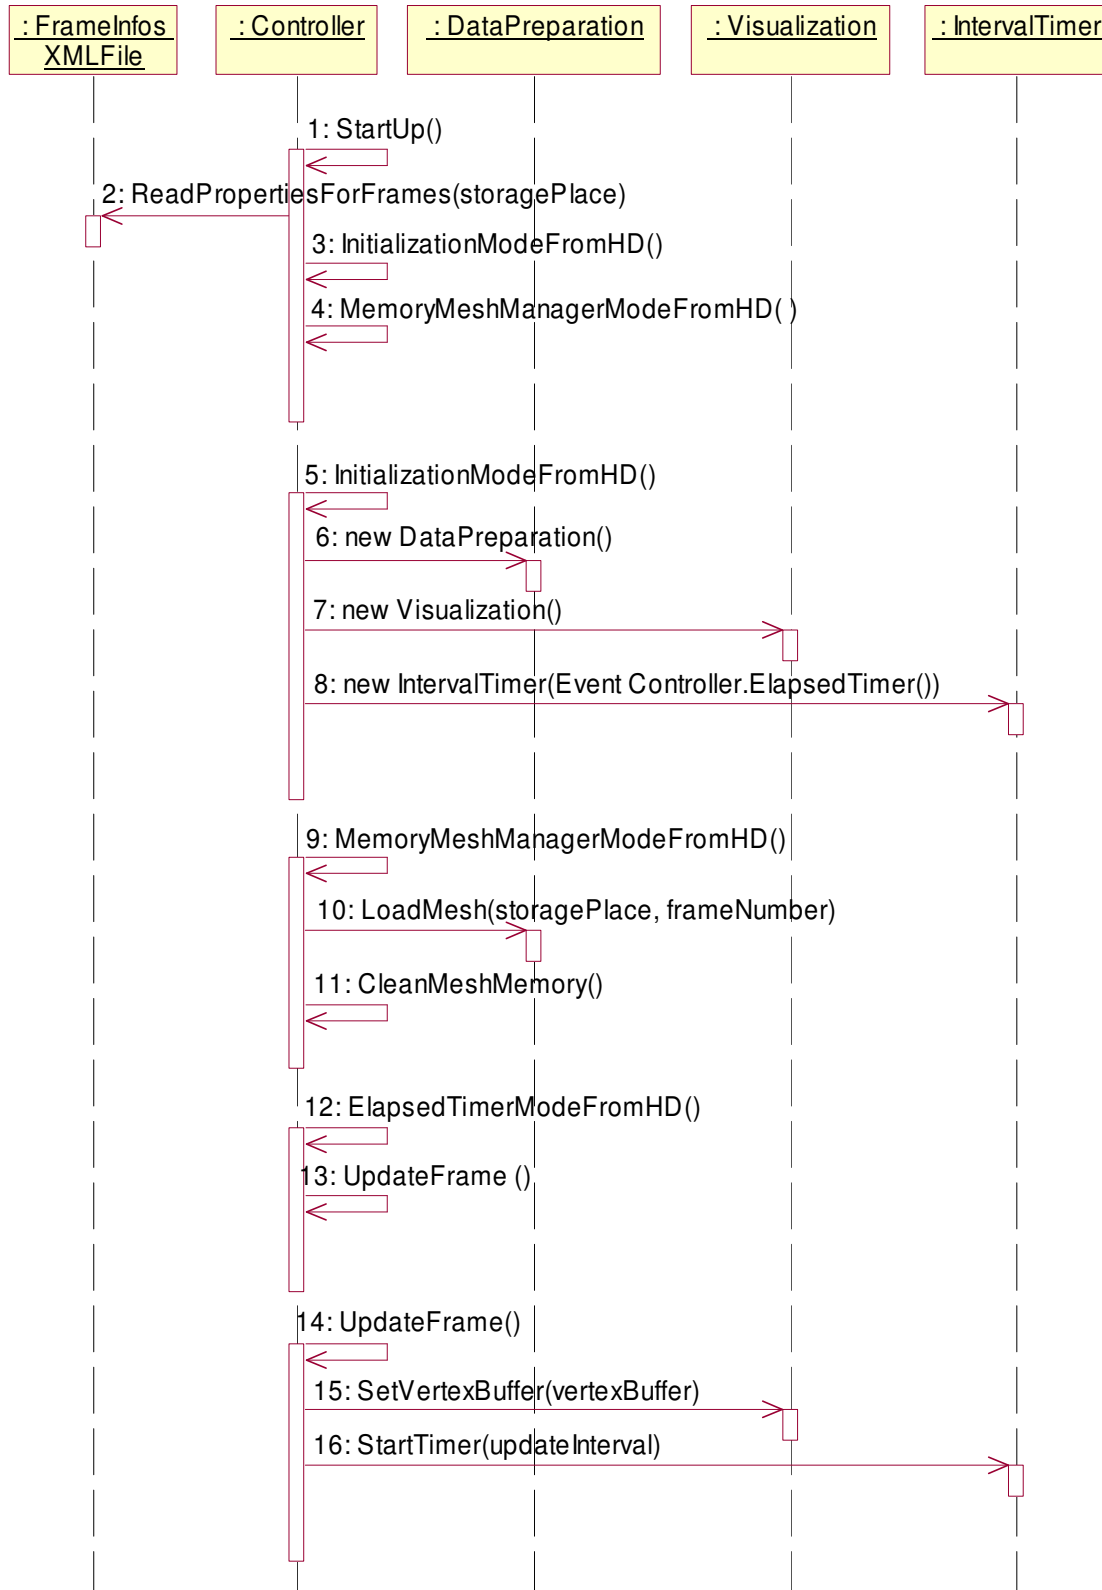 : FrameInfos
XMLFile
: Controller
: DataPreparation
: Visualization
: IntervalTimer
1: StartUp()
2: ReadPropertiesForFrames(storagePlace)
3: InitializationModeFromHD()
4: MemoryMeshManagerModeFromHD( )
5: InitializationModeFromHD()
6: new DataPreparation()
7: new Visualization()
8: new IntervalTimer(Event Controller.ElapsedTimer())
9: MemoryMeshManagerModeFromHD()
10: LoadMesh(storagePlace, frameNumber)
11: CleanMeshMemory()
12: ElapsedTimerModeFromHD()
13: UpdateFrame ()
14: UpdateFrame()
15: SetVertexBuffer(vertexBuffer)
16: StartTimer(updateInterval)